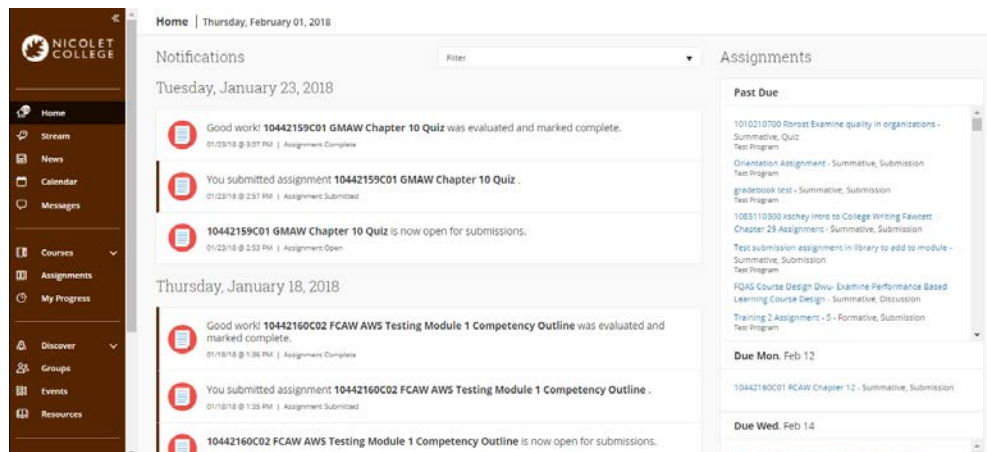 NICOLET
COLLEGE
Home
Stream
News
Calendar
Messages
Courses
Assignments
My Progress
Discover
Groups
Events
Resources
Home | Thursday, February 01, 2018
Notifications
Filter
Tuesday, January 23, 2018
Good work! 10442159C01 GMAW Chapter 10 Quiz was evaluated and marked complete.
01/23/18 @ 3:07 PM | Assignment Complete
You submitted assignment 10442159C01 GMAW Chapter 10 Quiz .
01/23/18 @ 2:57 PM | Assignment Submitted
10442159C01 GMAW Chapter 10 Quiz is now open for submissions.
01/23/18 @ 2:53 PM | Assignment Open
Thursday, January 18, 2018
Good work! 10442160C02 FCAW AWS Testing Module 1 Competency Outline was evaluated and
marked complete.
01/18/18 @ 1:36 PM | Assignment Complete
You submitted assignment 10442160C02 FCAW AWS Testing Module 1 Competency Outline .
01/18/18 @ 1:35 PM | Assignment Submitted
10442160C02 FCAW AWS Testing Module 1 Competency Outline is now open for submissions.
Assignments
Past Due
1010210700 Rorost Examine quality in organizations -
Summative, Quiz
Test Program
Orientation Assignment - Summative, Submission
Test Program
gradebook test - Summative, Submission
Test Program
1083110300 kschey Intro to College Writing Fawcett
Chapter 29 Assignment - Summative, Submission
Test submission assignment in library to add to module -
Summative, Submission
Test Program
FQAS Course Design Dwu- Examine Performance Based
Learning Course Design - Summative, Discussion
Training 2 Assignment - 5 - Formative, Submission
Test Program
Due Mon. Feb 12
10442160C01 FCAW Chapter 12 - Summative, Submission
Due Wed. Feb 14